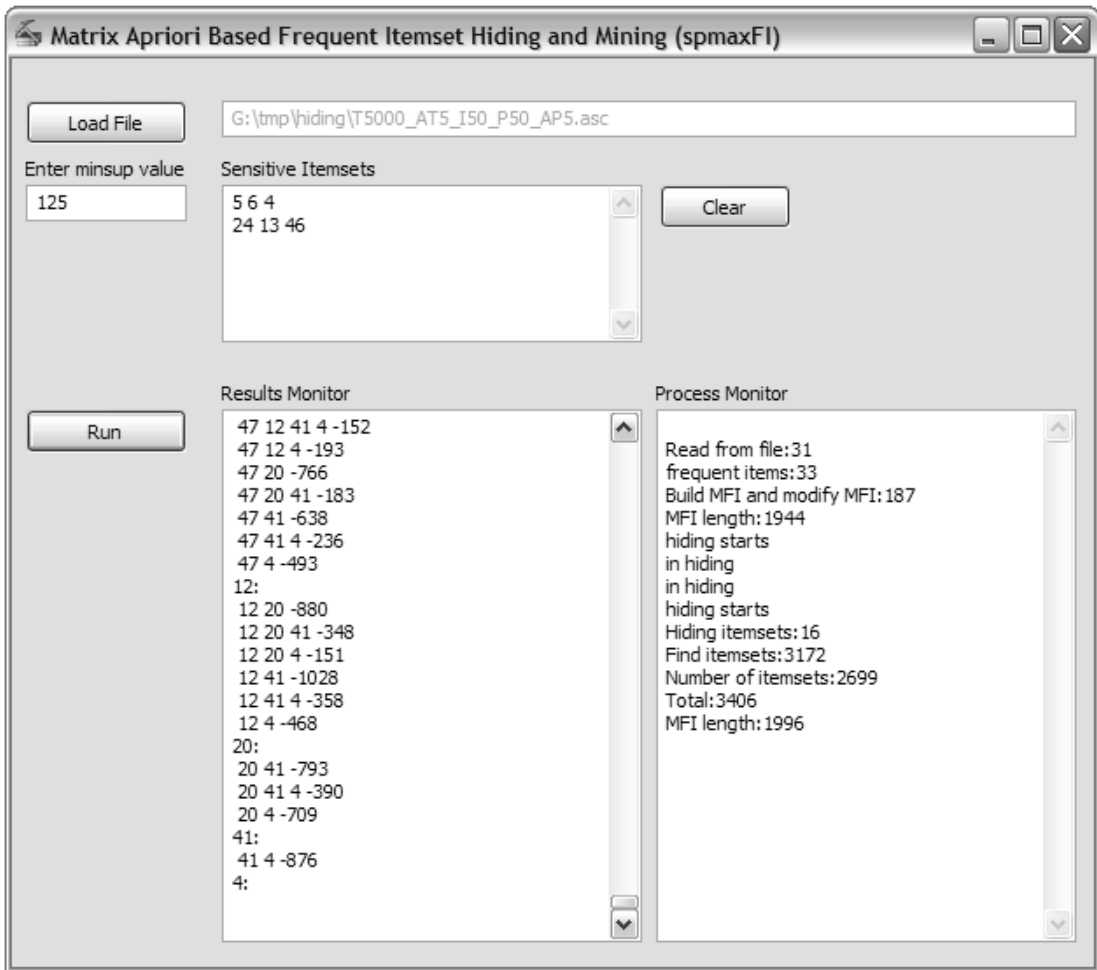 Matrix Apriori Based Frequent Itemset Hiding and Mining (spmaxFI)
Load File
G:\tmp\hiding\T5000_AT5_I50_P50_AP5.asc
Enter minsup value
Sensitive Itemsets
125
5 6 4
24 13 46
Clear
Results Monitor
Process Monitor
Run
47 12 41 4 -152
47 12 4 -193
47 20 -766
47 20 41 -183
47 41 -638
47 41 4 -236
47 4 -493
12:
12 20 -880
12 20 41 -348
12 20 4 -151
12 41 -1028
12 41 4 -358
12 4 -468
20:
20 41 -793
20 41 4 -390
20 4 -709
41:
41 4 -876
4:
Read from file:31
frequent items:33
Build MFI and modify MFI:187
MFI length:1944
hiding starts
in hiding
in hiding
hiding starts
Hiding itemsets:16
Find itemsets:3172
Number of itemsets:2699
Total:3406
MFI length:1996